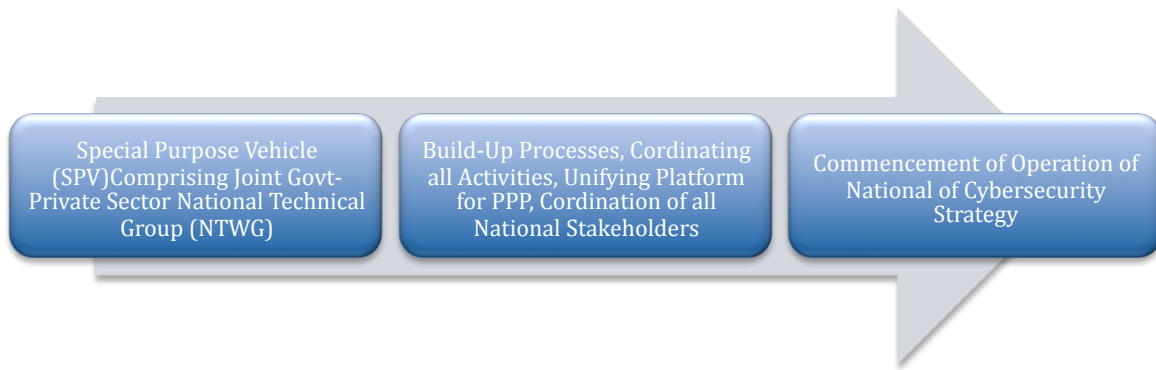 Special Purpose Vehicle
(SPV)Comprising Joint Govt-
Private Sector National Technical
Group (NTWG)
Build-Up Processes, Cordinating
all Activities, Unifying Platform
for PPP, Cordination of all
National Stakeholders
Commencement of Operation of
National of Cybersecurity
Strategy